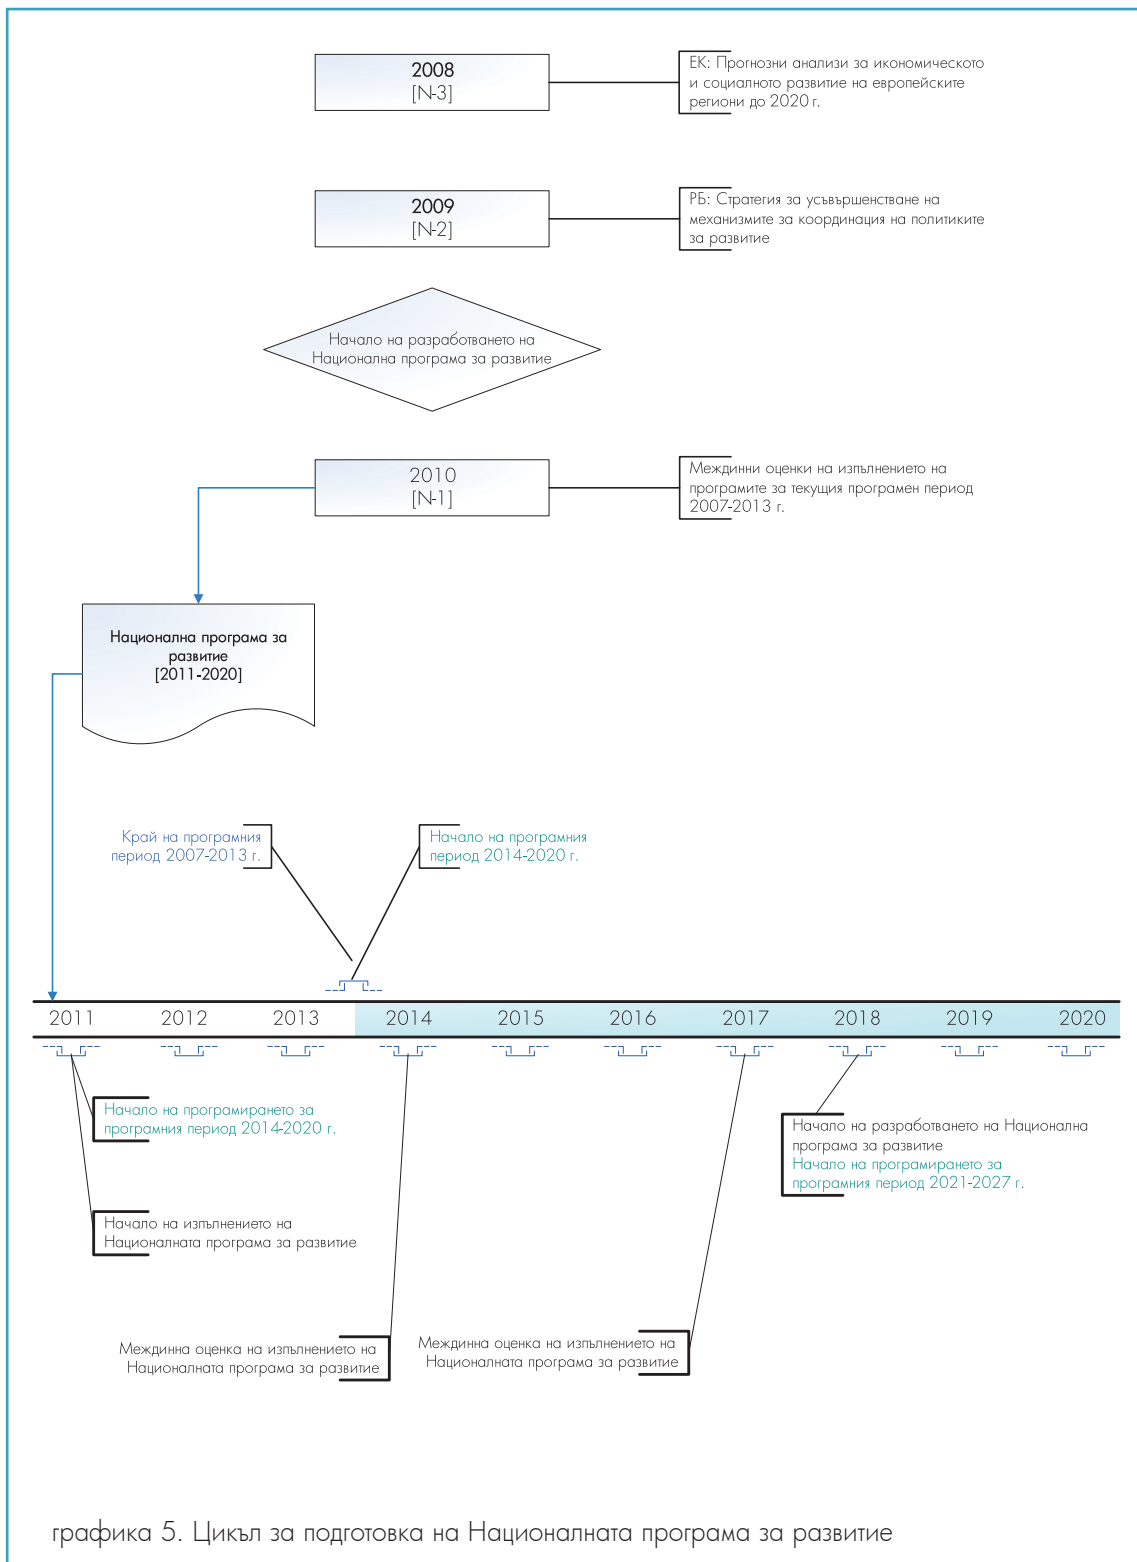 2008
[N-3]
ЕК: Прогнозни анализи за икономическото
и социалното развитие на европейските
региони до 2020 г.
2009
[N-2]
РБ: Стратегия за усъвършенстване на
механизмите за координация на политиките
за развитие
Начало на разработването на
Национална програма за развитие
2010
[N-1]
Междинни оценки на изпълнението на
програмите за текущия програмен период
2007-2013 г.
Национална програма за
развитие
[2011-2020]
Край на програмния
период 2007-2013 г.
Начало на програмния
период 2014-2020 г.
2011 2012 2013 2014 2015 2016 2017 2018 2019 2020
Начало на програмирането за
програмния период 2014-2020 г.
Начало на разработването на Национална
програма за развитие
Начало на програмирането за
програмния период 2021-2027 г.
Начало на изпълнението на
Националната програма за развитие
Междинна оценка на изпълнението на
Националната програма за развитие
Междинна оценка на изпълнението на
Националната програма за развитие
графика 5. Цикъл за подготовка на Националната програма за развитие